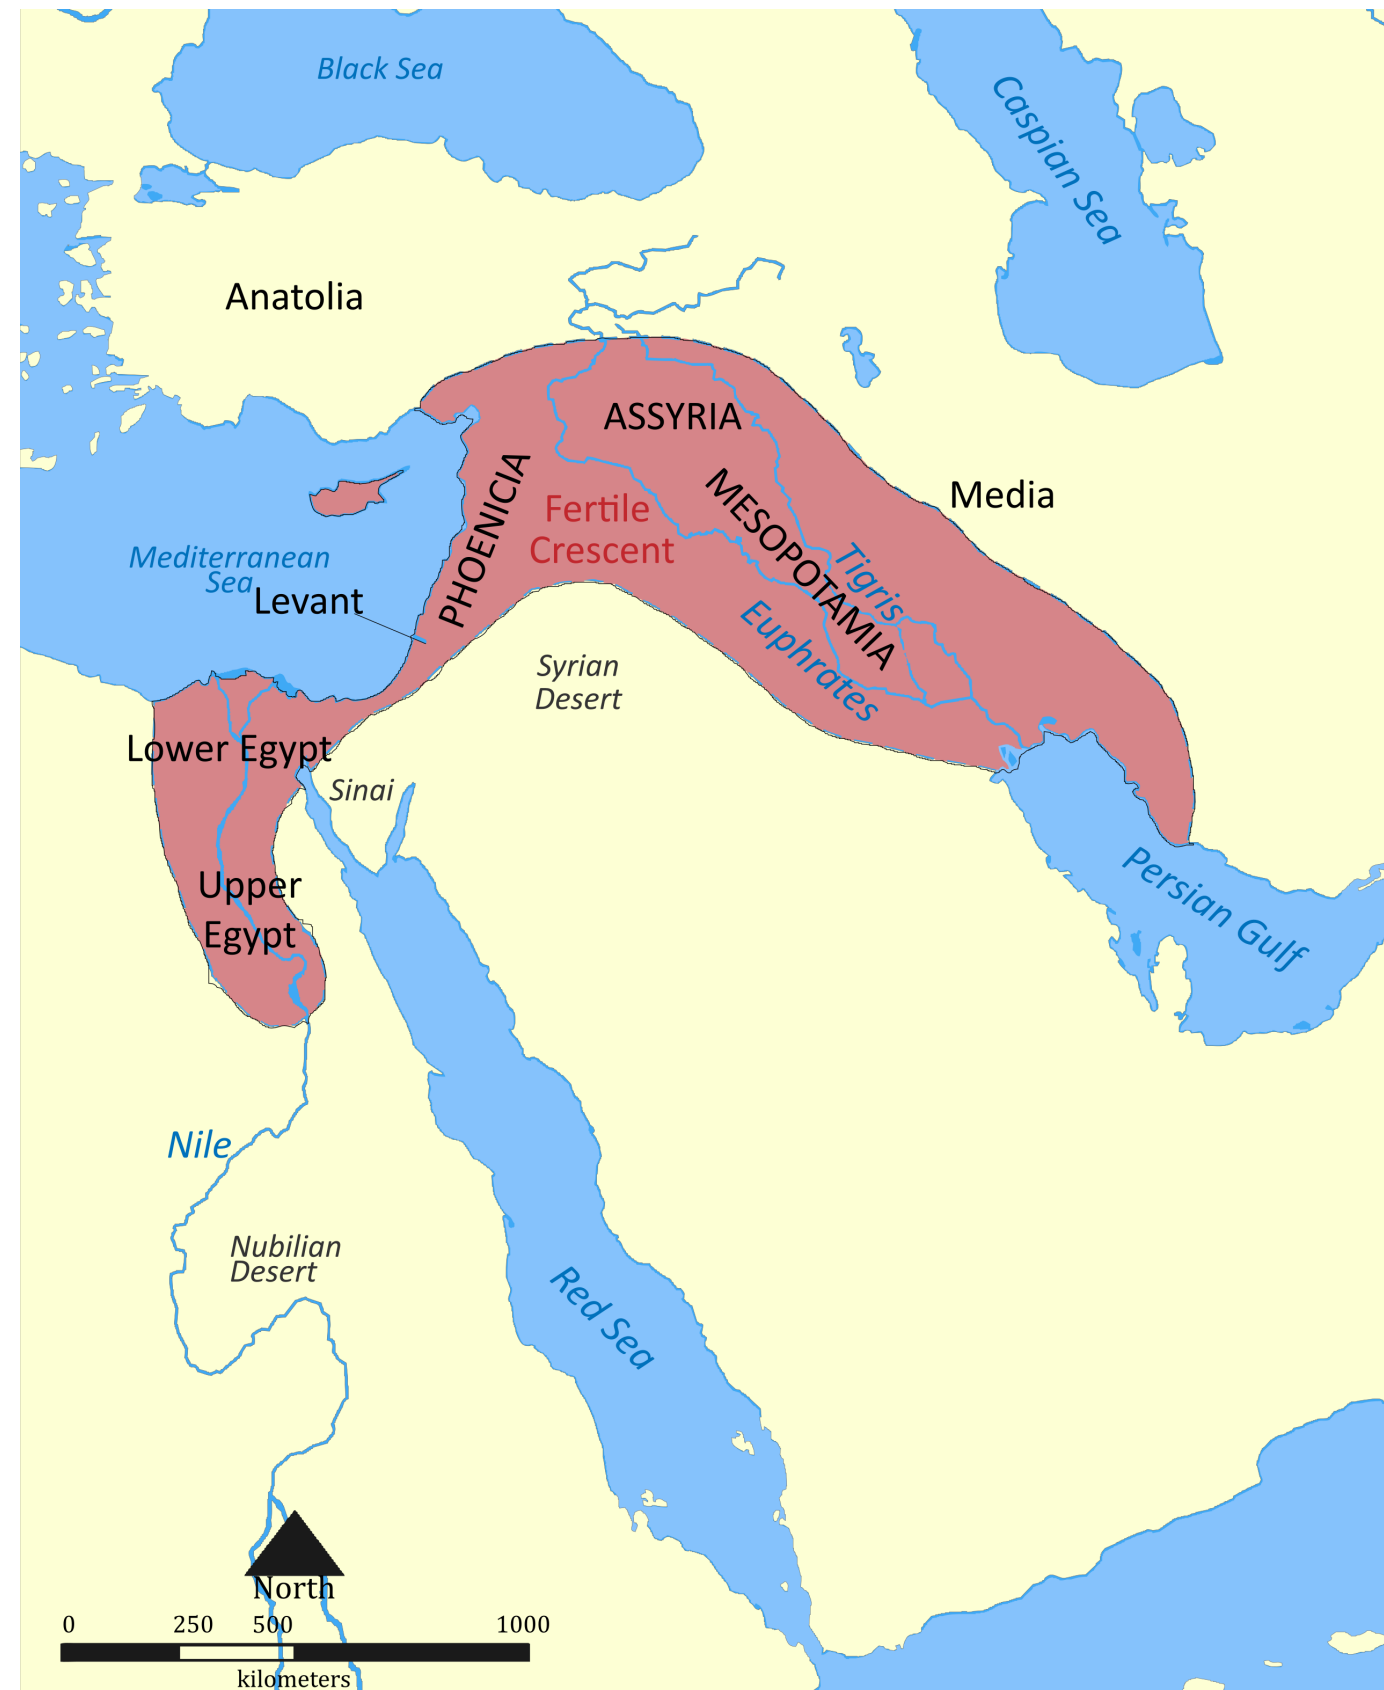 Black Sea
Caspian Sea
Anatolia
ASSYRIA
Media
PHOENICIA
MESOPOTAMIA
Fertile
Crescent
Tigris
Mediterranean
Sea
Levant
Euphrates
Syrian
Desert
Lower Egypt
Sinai
Upper
Egypt
Persian Gulf
Nile
Nubilian
Desert
Red Sea
North
0 250 500 1000
kilometers